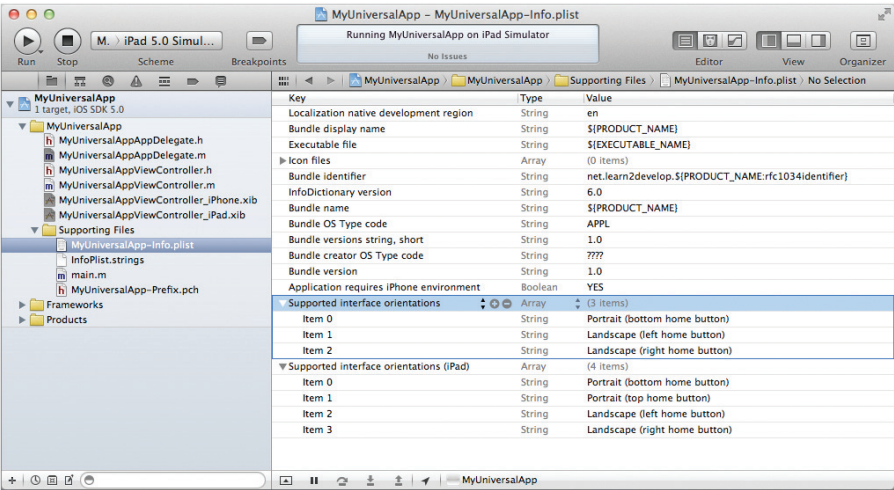 MyUniversalApp – MyUniversalApp-Info.plist
M. 〉 iPad 5.0 Simul...
Running MyUniversalApp on iPad Simulator
No Issues
Run Stop Scheme Breakpoints Editor View Organizer
MyUniversalApp 〉 MyUniversalApp 〉 Supporting Files 〉 MyUniversalApp-Info.plist 〉 No Selection
MyUniversalApp
1 target, iOS SDK 5.0
MyUniversalApp
h MyUniversalAppAppDelegate.h
m MyUniversalAppAppDelegate.m
h MyUniversalAppViewController.h
m MyUniversalAppViewController.m
MyUniversalAppViewController_iPhone.xib
MyUniversalAppViewController_iPad.xib
Supporting Files
MyUniversalApp-Info.plist
InfoPlist.strings
m main.m
h MyUniversalApp-Prefix.pch
Frameworks
Products
Key Type Value
Localization native development region String en
Bundle display name String ${PRODUCT_NAME}
Executable file String ${EXECUTABLE_NAME}
Icon files Array (0 items)
Bundle identifier String net.learn2develop.${PRODUCT_NAME:rfc1034identifier}
InfoDictionary version String 6.0
Bundle name String ${PRODUCT_NAME}
Bundle OS Type code String APPL
Bundle versions string, short String 1.0
Bundle creator OS Type code String ????
Bundle version String 1.0
Application requires iPhone environment Boolean YES
Supported interface orientations Array (3 items)
Item 0 String Portrait (bottom home button)
Item 1 String Landscape (left home button)
Item 2 String Landscape (right home button)
Supported interface orientations (iPad) Array (4 items)
Item 0 String Portrait (bottom home button)
Item 1 String Portrait (top home button)
Item 2 String Landscape (left home button)
Item 3 String Landscape (right home button)
MyUniversalApp